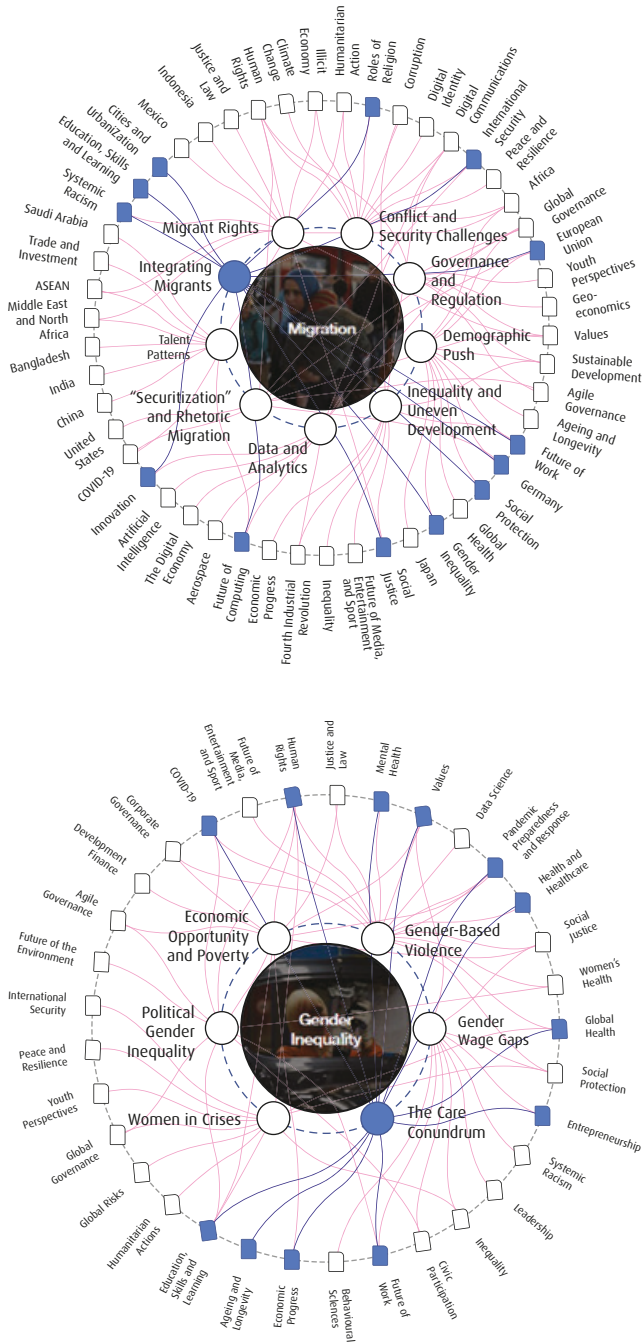 Mexico
Indonesia
Justice and
Law
Human
Rights
Climate
Change
Illicit
Economy
Humanitarian
Action
Roles of
Religion
Corruption
Digital
Identity
Digital
Communications
International
Security
Peace and
Resilience
Africa
Global
Governance
European
Union
Youth
Perspectives
Geo-
economics
Values
Sustainable
Development
Agile
Governance
Ageing and
Longevity
Future of
Work
Germany
Social
Protection
Global
Health
Gender
Inequality
Japan
Social
Justice
Future of Media,
Entertainment
and Sport
Inequality
Fourth Industrial
Revolution
Economic
Progress
Future of
Computing
Aerospace
The Digital
Economy
Artificial
Intelligence
Innovation
COVID-19
United
States
China
India
Bangladesh
Middle East
and North
Africa
ASEAN
Trade and
Investment
Saudi Arabia
Systemic
Racism
Education, Skills
and Learning
Cities and
Urbanization
Migrant Rights
Conflict and
Security Challenges
Integrating
Migrants
Governance
and
Regulation
Migration
Talent
Patterns
Demographic
Push
"Securitization"
and Rhetoric
Migration
Inequality and
Uneven
Development
Data and
Analytics
COVID-19
Future of
Media,
Entertainment
and Sport
Human
Rights
Justice and
Law
Mental
Health
Values
Data Science
Pandemic
Preparedness
and Response
Health and
Healthcare
Social
Justice
Women's
Health
Global
Health
Social
Protection
Entrepreneurship
Systemic
Racism
Leadership
Inequality
Civic
Participation
Future of
Work
Behavioural
Sciences
Economic
Progress
Ageing and
Longevity
Education,
Skills and
Learning
Humanitarian
Actions
Global Risks
Global
Governance
Youth
Perspectives
Peace and
Resilience
International
Security
Future of the
Environment
Agile
Governance
Development
Finance
Corporate
Governance
Economic
Opportunity
and Poverty
Gender-Based
Violence
Political
Gender
Inequality
Gender
Inequality
Gender
Wage Gaps
Women in Crises
The Care
Conundrum